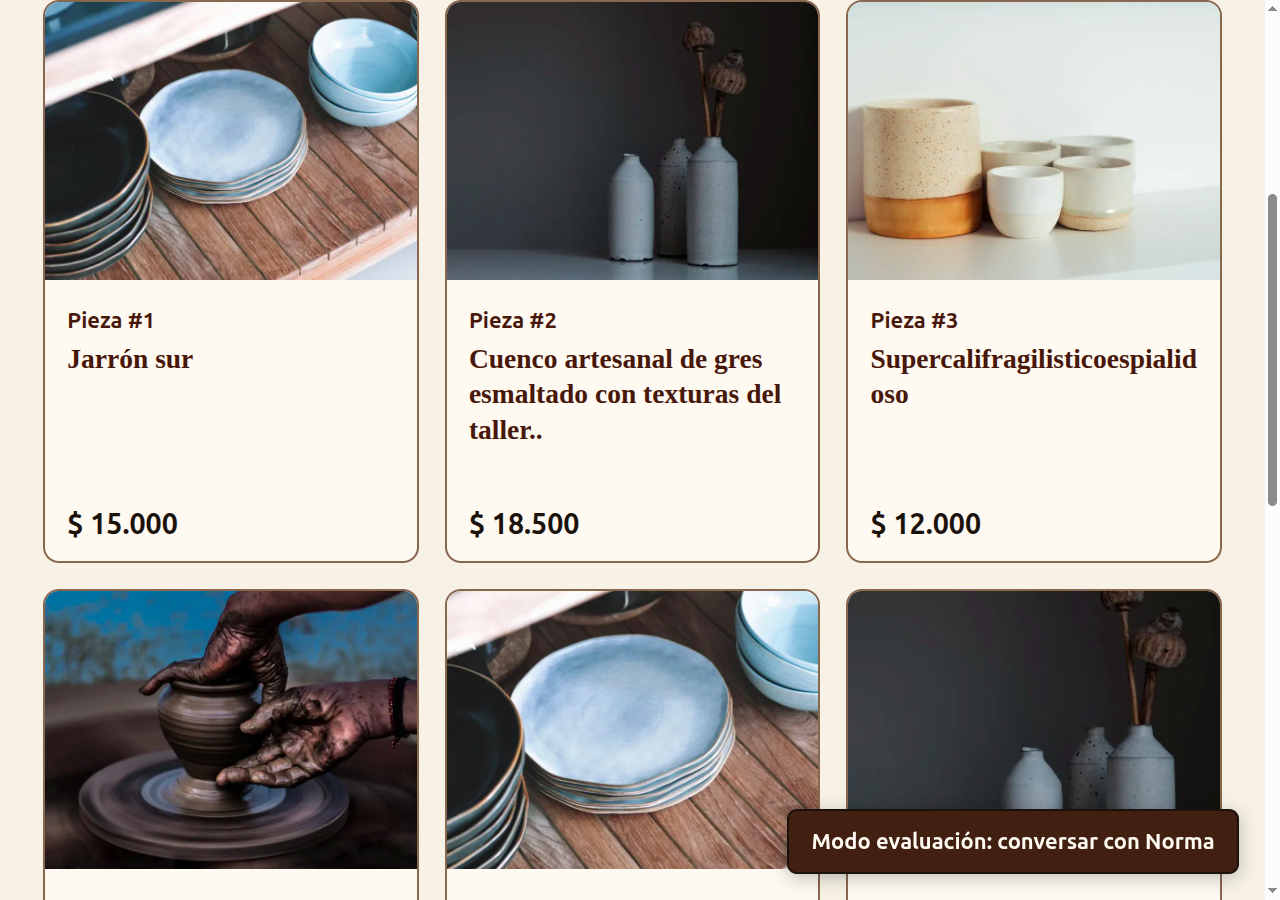 Pieza #1
Jarrón sur
$ 15.000
Pieza #2
Cuenco artesanal de gres
esmaltado con texturas del
taller..
$ 18.500
Pieza #3
Supercalifragilisticoespialid
oso
$ 12.000
Modo evaluación: conversar con Norma